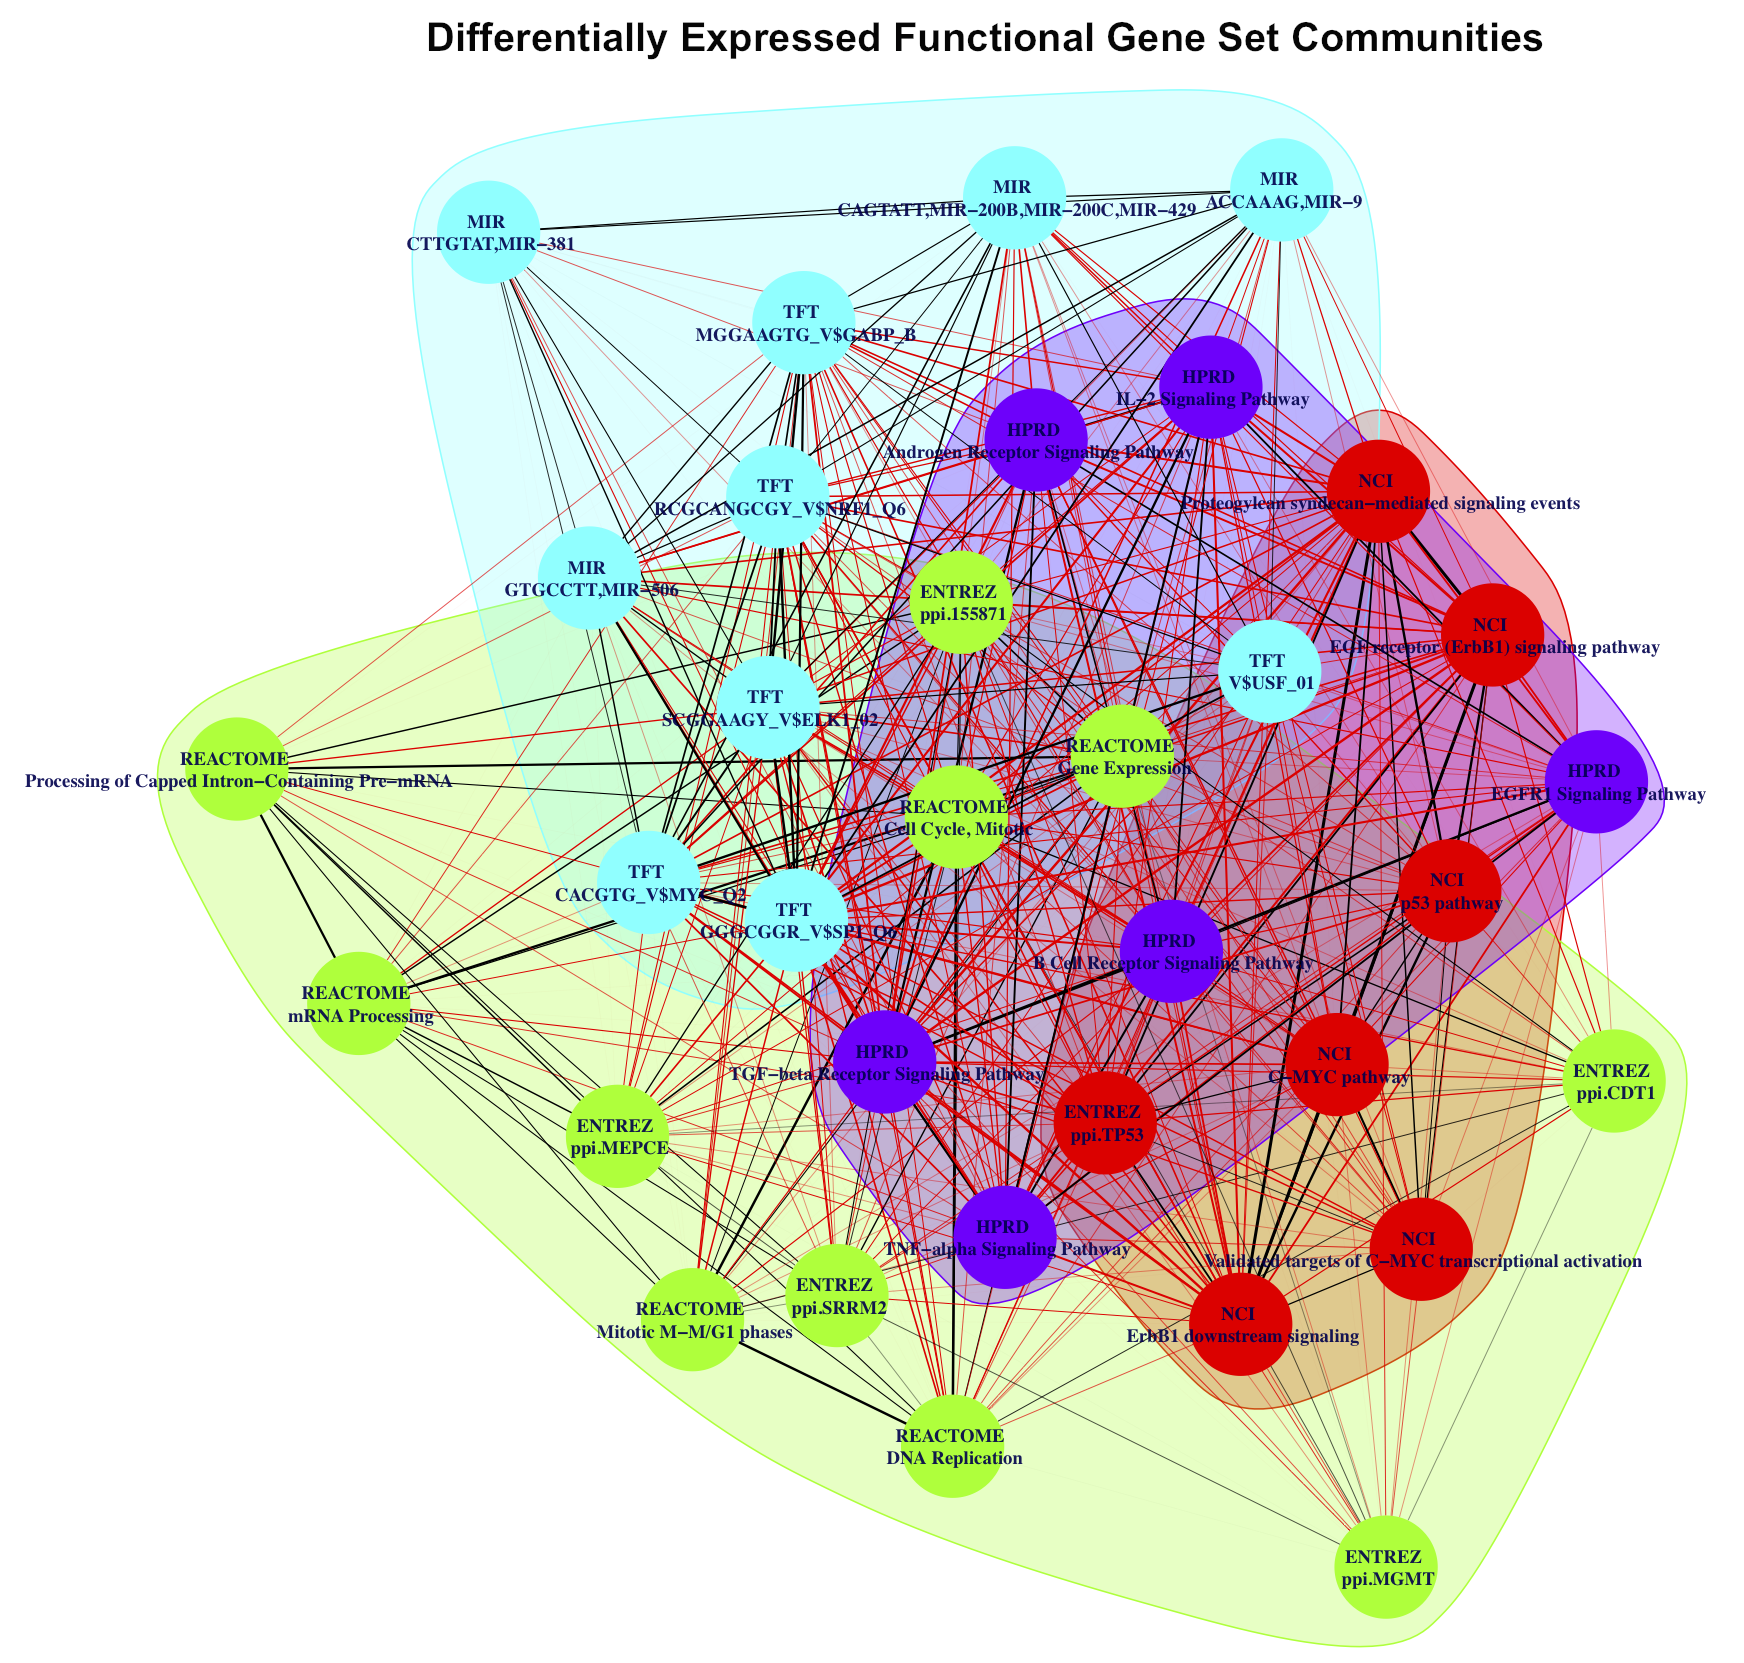 Differentially Expressed Functional Gene Set Communities
MIR
CTTGTAT,MIR−381
MIR
CAGTATT,MIR−200B,MIR−200C,MIR−429
MIR
ACCAAAG,MIR−9
TFT
MGGAAGTG_V$GABP_B
HPRD
IL−2 Signaling Pathway
HPRD
Androgen Receptor Signaling Pathway
TFT
RCGCANGCGY_V$NRF1_Q6
NCI
Proteogylean syndecan−mediated signaling events
MIR
GTGCCTT,MIR−506
ENTREZ
ppi.155871
NCI
EGF receptor (ErbB1) signaling pathway
TFT
V$USF_01
TFT
SCGGAAGY_V$ELK1_02
REACTOME
Gene Expression
REACTOME
Processing of Capped Intron−Containing Pre−mRNA
HPRD
EGFR1 Signaling Pathway
REACTOME
Cell Cycle, Mitotic
TFT
CACGTG_V$MYC_Q2
NCI
p53 pathway
TFT
GGGCGGR_V$SP1_Q6
HPRD
B Cell Receptor Signaling Pathway
REACTOME
mRNA Processing
HPRD
TGF−beta Receptor Signaling Pathway
NCI
C−MYC pathway
ENTREZ
ppi.CDT1
ENTREZ
ppi.TP53
ENTREZ
ppi.MEPCE
HPRD
TNF−alpha Signaling Pathway
NCI
Validated targets of C−MYC transcriptional activation
ENTREZ
ppi.SRRM2
REACTOME
Mitotic M−M/G1 phases
NCI
ErbB1 downstream signaling
REACTOME
DNA Replication
ENTREZ
ppi.MGMT